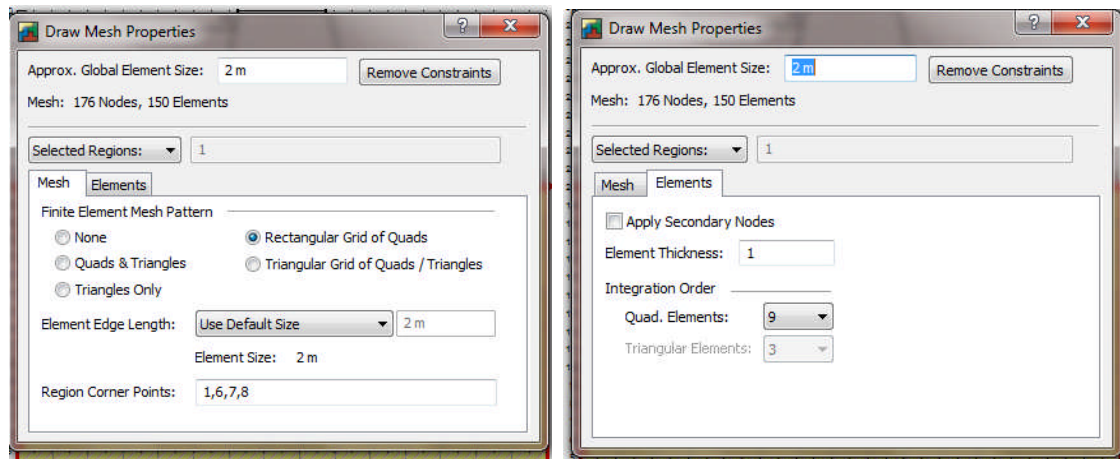 Draw Mesh Properties
Approx. Global Element Size: 2 m Remove Constraints
Mesh: 176 Nodes, 150 Elements
Selected Regions: 1
Mesh Elements
Finite Element Mesh Pattern
None Rectangular Grid of Quads
Quads & Triangles Triangular Grid of Quads / Triangles
Triangles Only
Element Edge Length: Use Default Size 2 m
Element Size: 2 m
Region Corner Points: 1,6,7,8
Draw Mesh Properties
Approx. Global Element Size: 2 m Remove Constraints
Mesh: 176 Nodes, 150 Elements
Selected Regions: 1
Mesh Elements
Apply Secondary Nodes
Element Thickness: 1
Integration Order
Quad. Elements: 9
Triangular Elements: 3